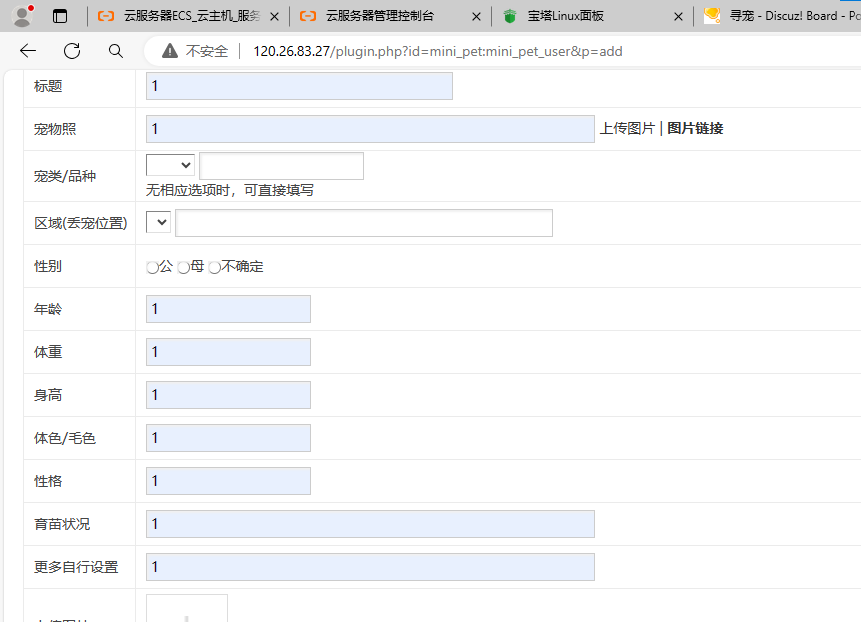 云服务器ECS_云主机_服务
云服务器管理控制台
宝塔Linux面板
寻宠 - Discuz! Board - Po
不安全
120.26.83.27/plugin.php?id=mini_pet:mini_pet_user&p=add
标题 1
宠物照 1 上传图片 | 图片链接
宠类/品种
无相应选项时，可直接填写
区域(丢宠位置)
性别 公 母 不确定
年龄 1
体重 1
身高 1
体色/毛色 1
性格 1
育苗状况 1
更多自行设置 1